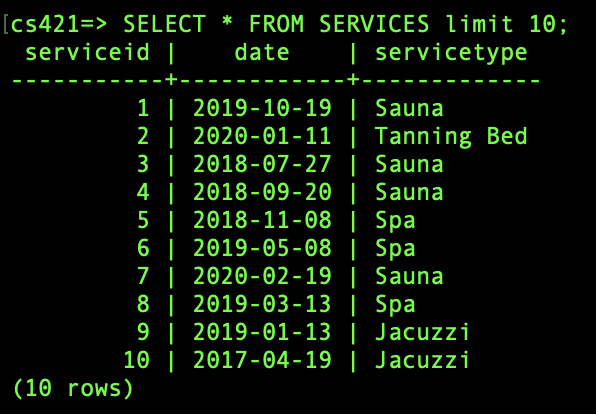 [cs421=> SELECT * FROM SERVICES limit 10;
 serviceid |    date    | servicetype
-----------+------------+-------------
         1 | 2019-10-19 | Sauna
         2 | 2020-01-11 | Tanning Bed
         3 | 2018-07-27 | Sauna
         4 | 2018-09-20 | Sauna
         5 | 2018-11-08 | Spa
         6 | 2019-05-08 | Spa
         7 | 2020-02-19 | Sauna
         8 | 2019-03-13 | Spa
         9 | 2019-01-13 | Jacuzzi
        10 | 2017-04-19 | Jacuzzi
(10 rows)